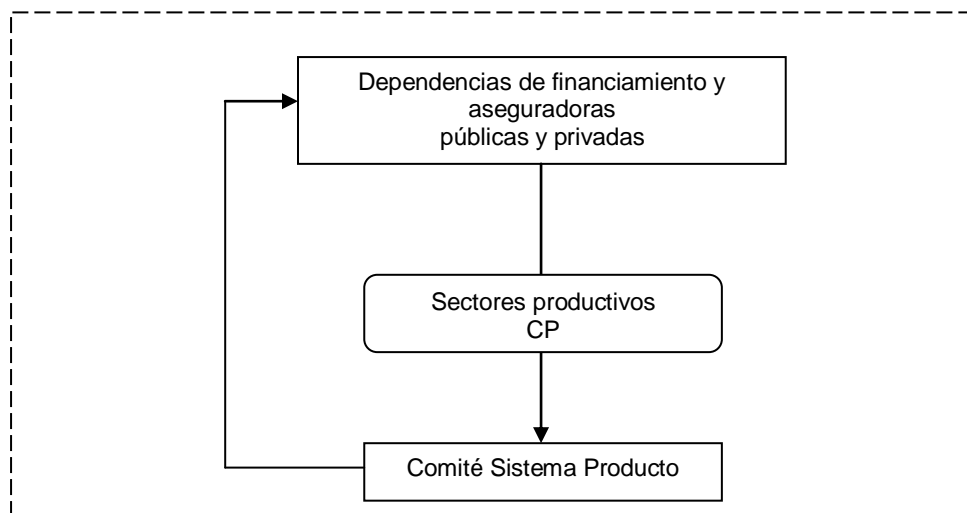 Dependencias de financiamiento y
aseguradoras
públicas y privadas
Sectores productivos
CP
Comité Sistema Producto